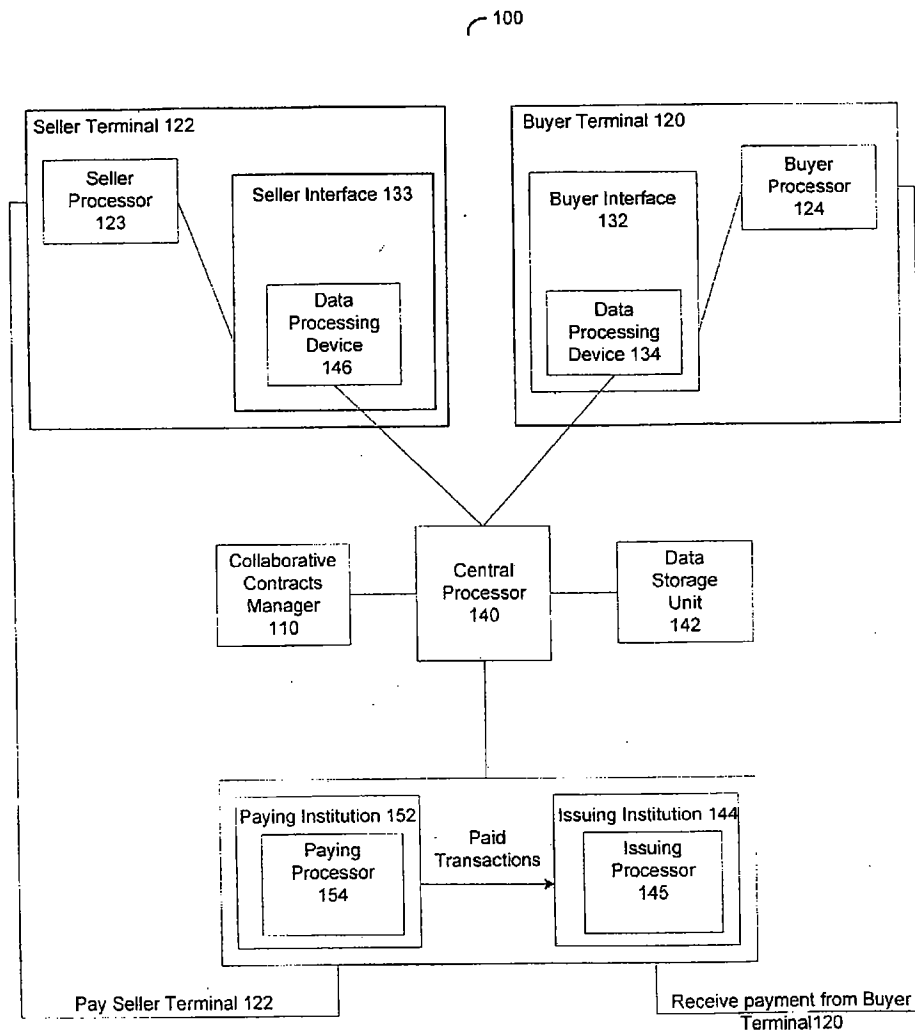 100
Seller Terminal 122
Seller
Processor
123
Seller Interface 133
Data
Processing
Device
146
Buyer Terminal 120
Buyer Interface
132
Data
Processing
Device 134
Buyer
Processor
124
Collaborative
Contracts
Manager
110
Central
Processor
140
Data
Storage
Unit
142
Paying Institution 152
Paying
Processor
154
Paid
Transactions
Issuing Institution 144
Issuing
Processor
145
Pay Seller Terminal 122
Receive payment from Buyer
Terminal120